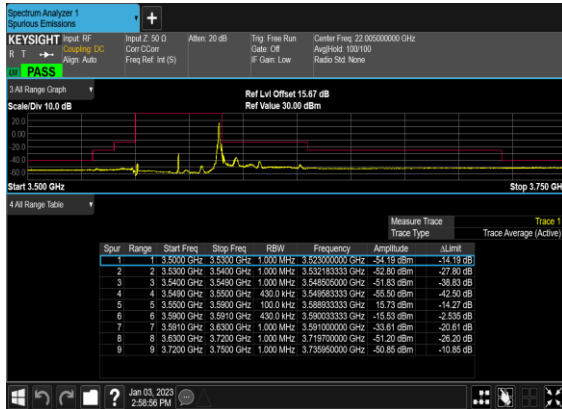 Spectrum Analyzer 1
Spurious Emissions
KEYSIGHT Input: RF Input Z: 50 Ω Atten: 20 dB Trig: Free Run Center Freq: 22.005000000 GHz
R T Coupling: DC Corr CCorr Gate: Off Avg|Hold: 100/100
Align: Auto Freq Ref: Int (S) IF Gain: Low Radio Std: None
PASS
3 All Range Graph Ref Lvl Offset 15.67 dB
Scale/Div 10.0 dB Ref Value 30.00 dBm
20.0
0.00
-20.0
-40.0
-60.0
Start 3.500 GHz Stop 3.750 GH
4 All Range Table
Measure Trace Trace 1
Trace Type Trace Average (Active)
Spur Range Start Freq Stop Freq RBW Frequency Amplitude ΔLimit
1 1 3.5000 GHz 3.5300 GHz 1.000 MHz 3.523000000 GHz -54.19 dBm -14.19 dB
2 2 3.5300 GHz 3.5400 GHz 1.000 MHz 3.532183333 GHz -52.80 dBm -27.80 dB
3 3 3.5400 GHz 3.5490 GHz 1.000 MHz 3.548505000 GHz -51.83 dBm -38.83 dB
4 4 3.5490 GHz 3.5500 GHz 430.0 kHz 3.549583333 GHz -55.50 dBm -42.50 dB
5 5 3.5500 GHz 3.5900 GHz 100.0 kHz 3.588933333 GHz 15.73 dBm -14.27 dB
6 6 3.5900 GHz 3.5910 GHz 430.0 kHz 3.590033333 GHz -15.53 dBm -2.535 dB
7 7 3.5910 GHz 3.6300 GHz 1.000 MHz 3.591000000 GHz -33.61 dBm -20.61 dB
8 8 3.6300 GHz 3.7200 GHz 1.000 MHz 3.719700000 GHz -51.20 dBm -26.20 dB
9 9 3.7200 GHz 3.7500 GHz 1.000 MHz 3.735950000 GHz -50.85 dBm -10.85 dB
? Jan 03, 2023
2:58:56 PM